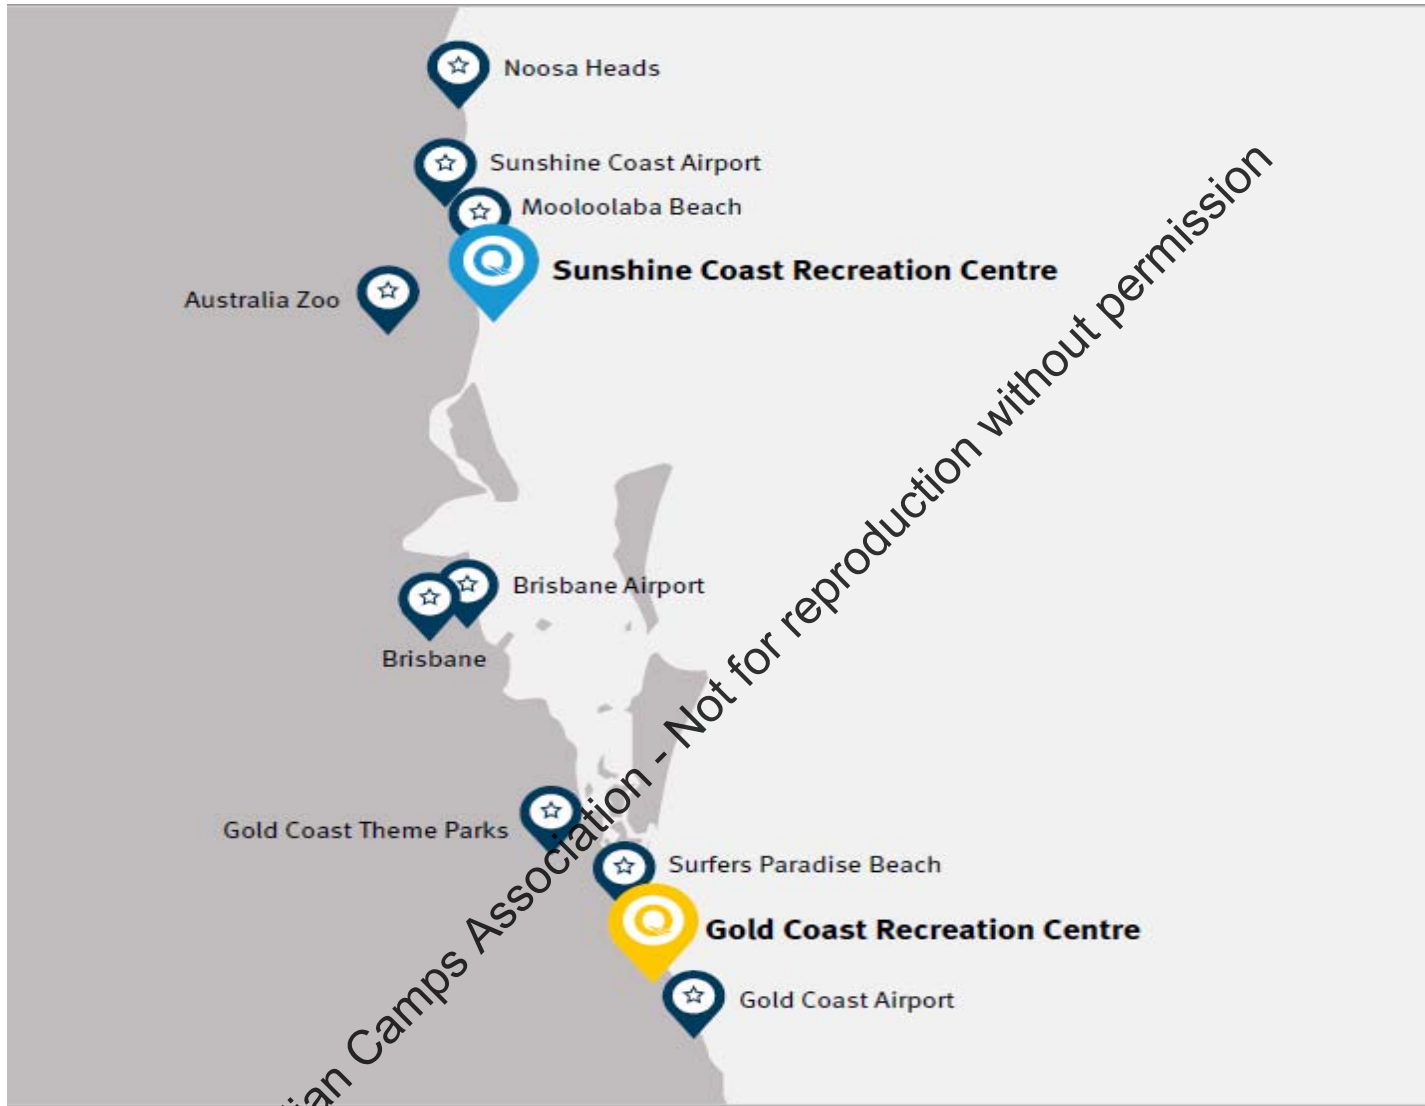 Noosa Heads
Sunshine Coast Airport
Mooloolaba Beach
Sunshine Coast Recreation Centre
Australia Zoo
Brisbane Airport
Brisbane
Gold Coast Theme Parks
Surfers Paradise Beach
Gold Coast Recreation Centre
Gold Coast Airport
Camps Association - Not for reproduction without permission